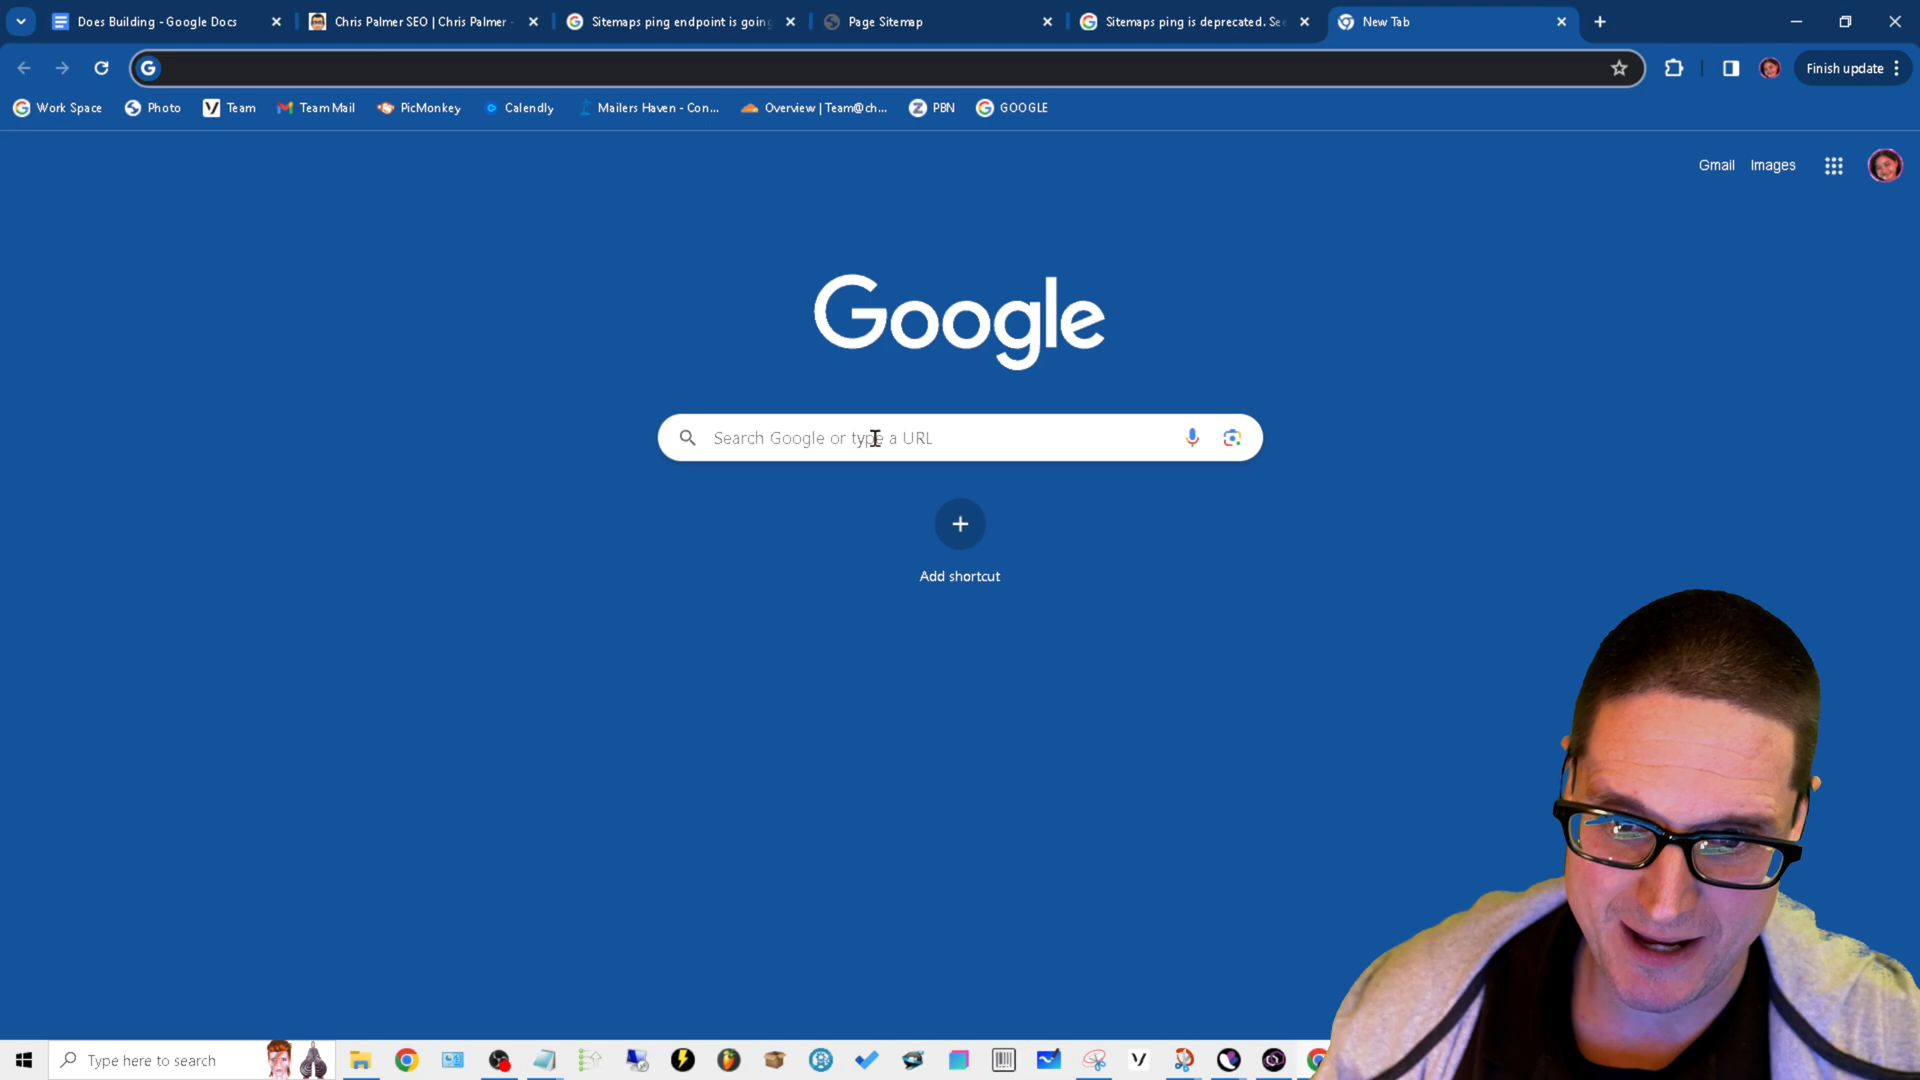 Does Building - Google Docs
Chris Palmer SEO | Chris Palmer -
Sitemaps ping endpoint is going
Page Sitemap
Sitemaps ping is deprecated. See
New Tab
Finish update
Work Space
Photo
Team
Team Mail
PicMonkey
Calendly
Mailers Haven - Con...
Overview | Team@ch...
PBN
GOOGLE
Gmail
Images
Google
Search Google or type a URL
Add shortcut
Type here to search